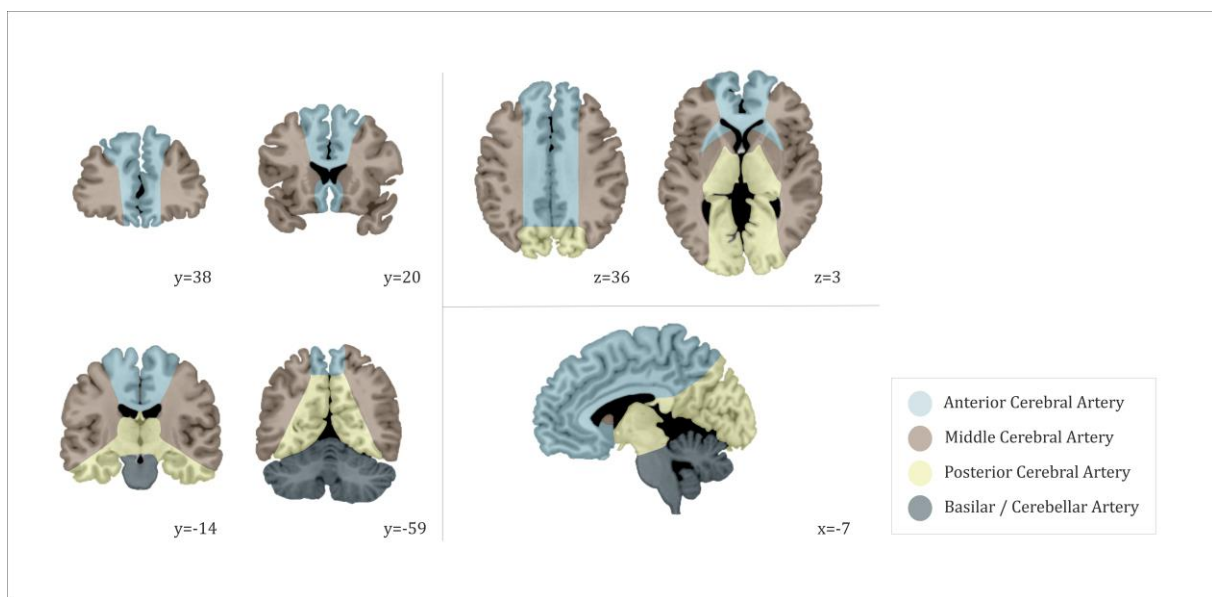 y=38
y=20
z=36
z=3
y=-14
y=-59
x=-7
Anterior Cerebral Artery
Middle Cerebral Artery
Posterior Cerebral Artery
Basilar / Cerebellar Artery